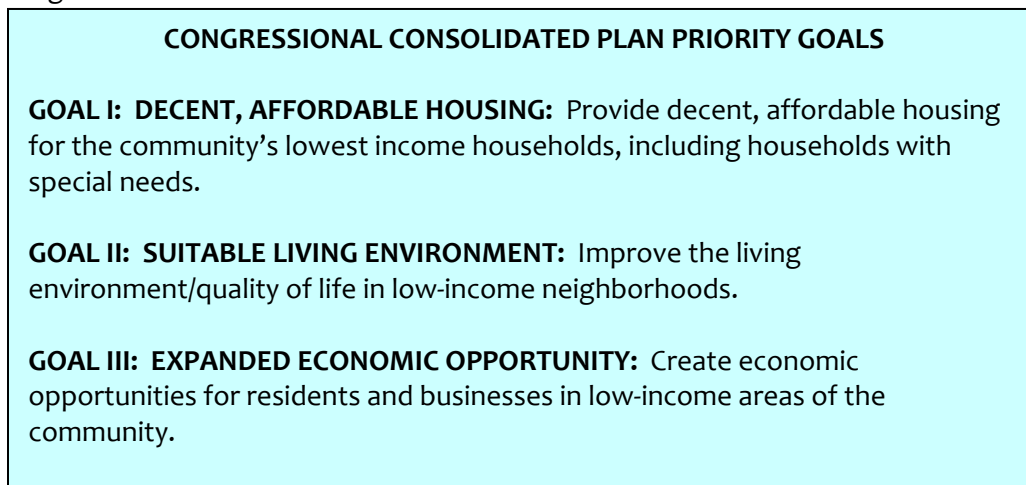 CONGRESSIONAL CONSOLIDATED PLAN PRIORITY GOALS
GOAL I: DECENT, AFFORDABLE HOUSING: Provide decent, affordable housing
for the community's lowest income households, including households with
special needs.
GOAL II: SUITABLE LIVING ENVIRONMENT: Improve the living
environment/quality of life in low-income neighborhoods.
GOAL III: EXPANDED ECONOMIC OPPORTUNITY: Create economic
opportunities for residents and businesses in low-income areas of the
community.